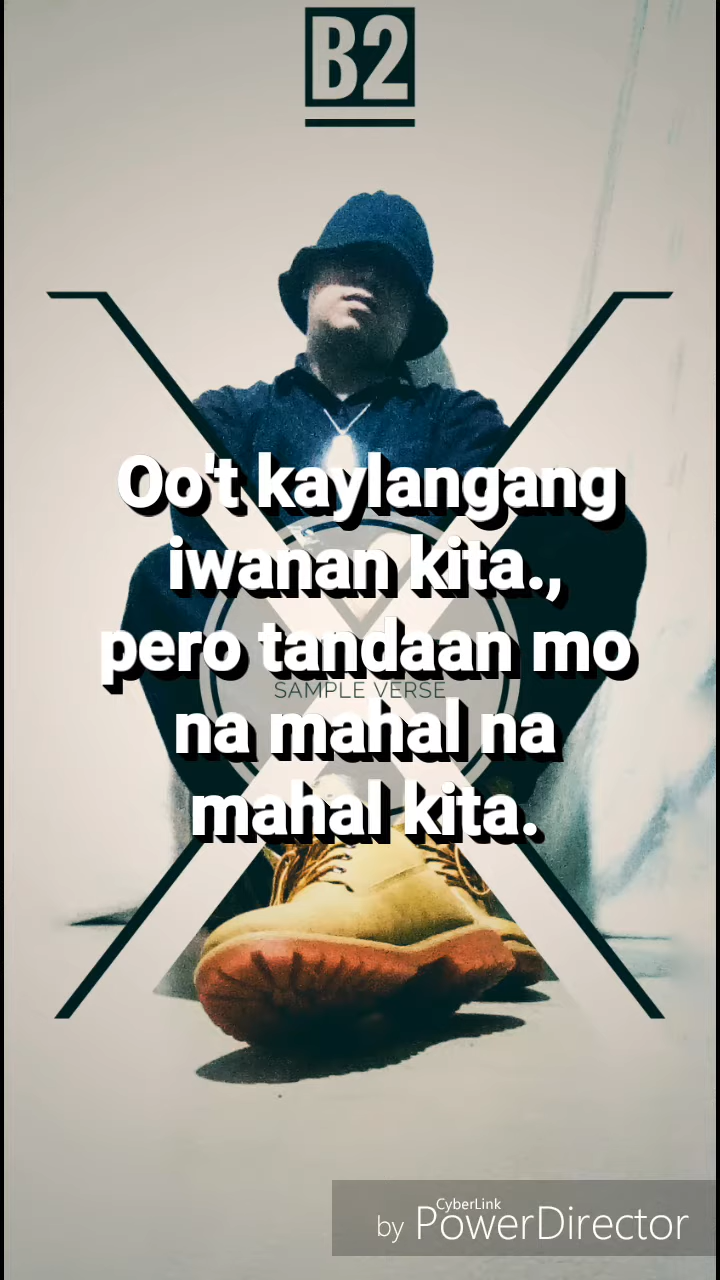 B2
Oo't kaylangang
iwanan kita.,
pero tandaan mo
SAMPLE VERSE
na mahal na
mahal kita.
CyberLink
by PowerDirector